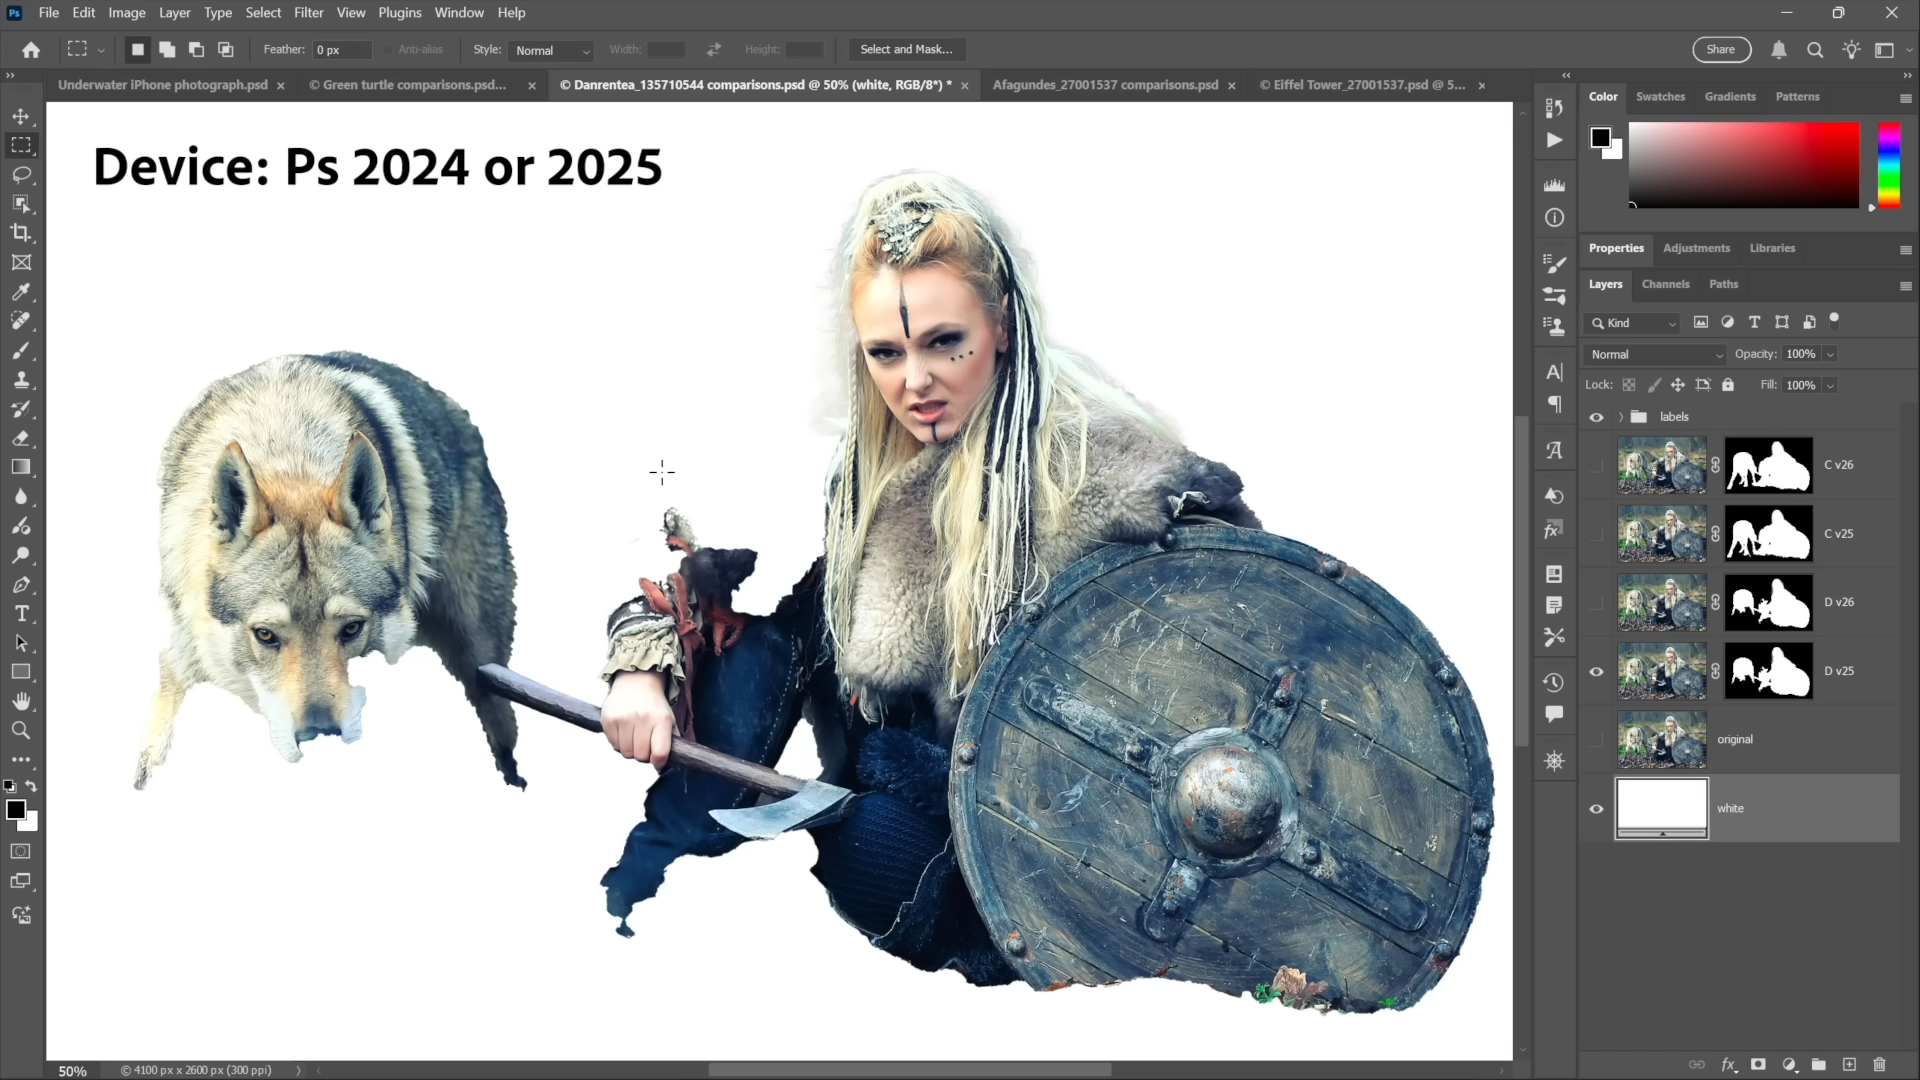 Ps File Edit Image Layer Type Select Filter View Plugins Window Help
Feather: 0 px Anti-alias Style: Normal Width: Height: Select and Mask... Share
Underwater iPhone photograph.psd × © Green turtle comparisons.psd... × © Danrentea_135710544 comparisons.psd @ 50% (white, RGB/8*) * × Afagundes_27001537 comparisons.psd × © Eiffel Tower_27001537.psd @ 5... ×
Device: Ps 2024 or 2025
Color Swatches Gradients Patterns
Properties Adjustments Libraries
Layers Channels Paths
Kind
Normal Opacity: 100%
Lock: Fill: 100%
labels
C v26
C v25
D v26
D v25
original
white
50% © 4100 px x 2600 px (300 ppi)